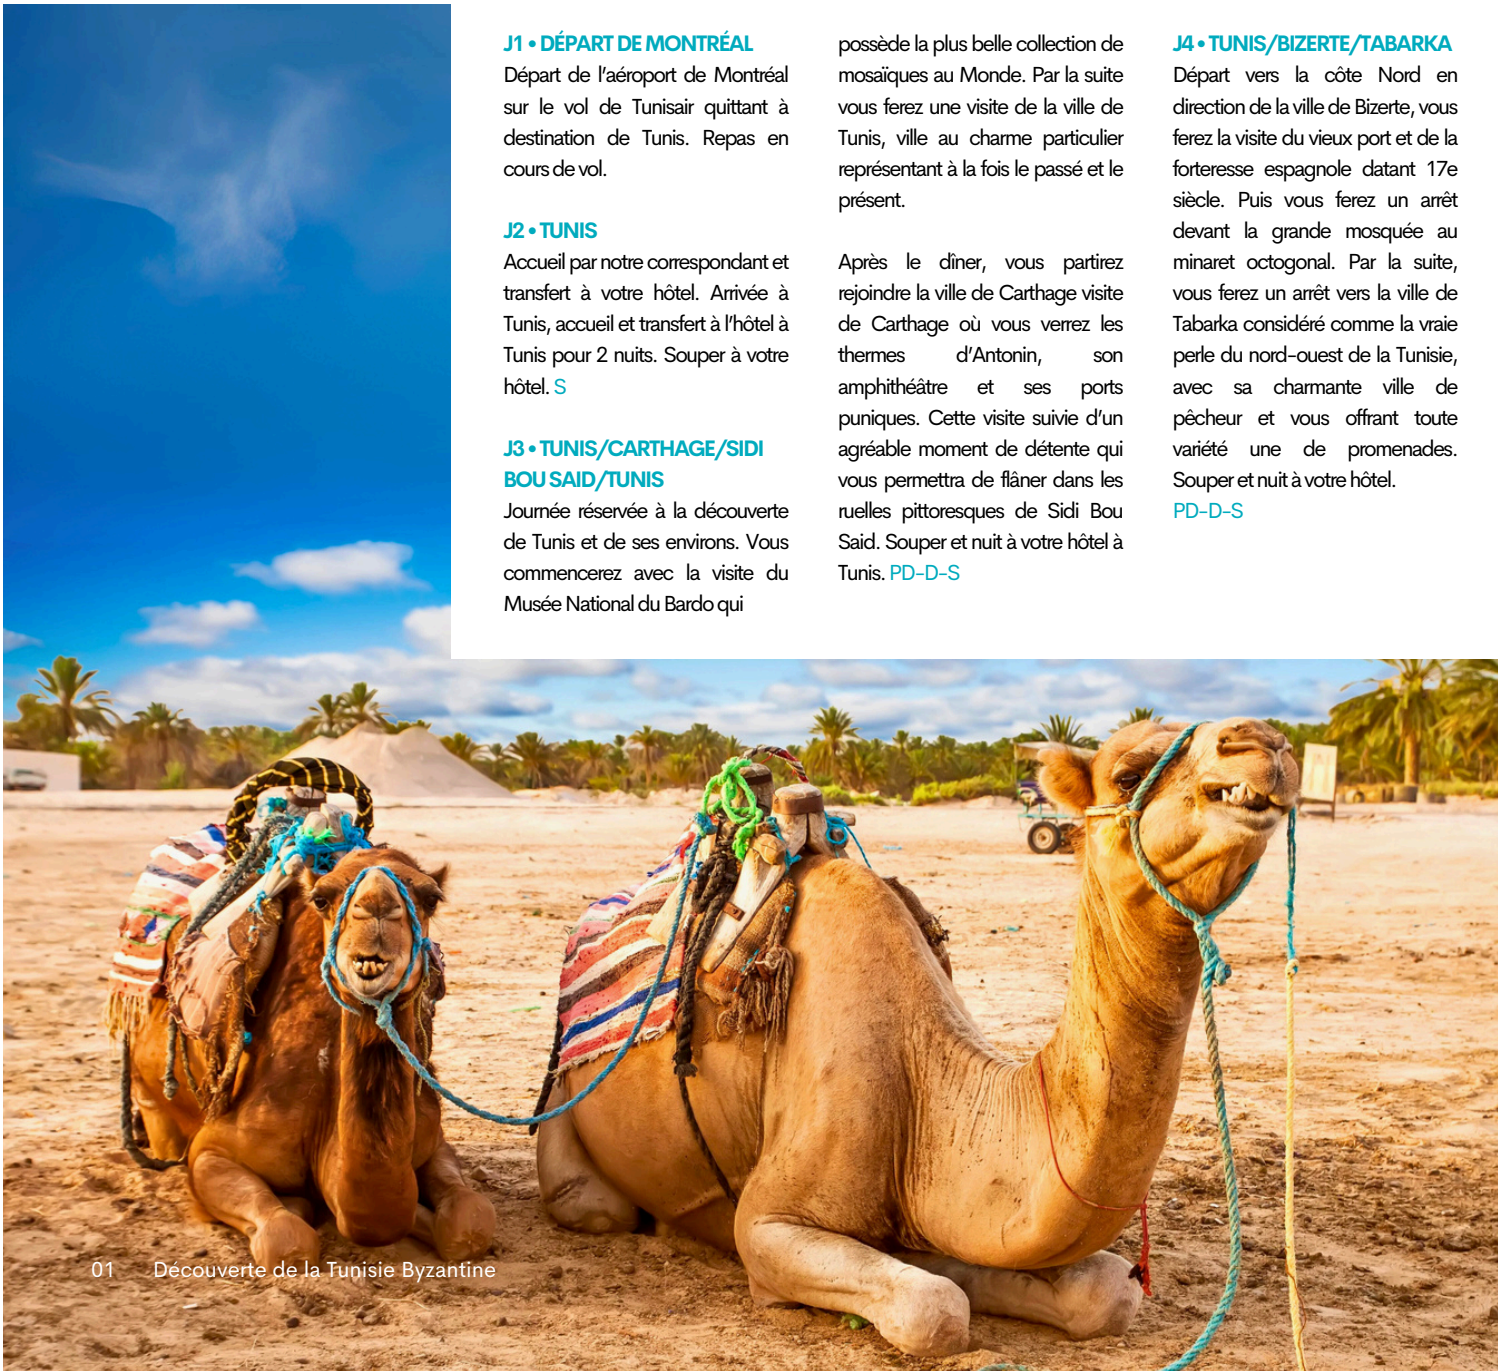 J1 • DÉPART DE MONTRÉAL
Départ de l’aéroport de Montréal
sur le vol de Tunisair quittant à
destination de Tunis. Repas en
cours de vol.
J2 • TUNIS
Accueil par notre correspondant et
transfert à votre hôtel. Arrivée à
Tunis, accueil et transfert à l’hôtel à
Tunis pour 2 nuits. Souper à votre
hôtel. S
J3 • TUNIS/CARTHAGE/SIDI
BOU SAID/TUNIS
Journée réservée à la découverte
de Tunis et de ses environs. Vous
commencerez avec la visite du
Musée National du Bardo qui
possède la plus belle collection de
mosaïques au Monde. Par la suite
vous ferez une visite de la ville de
Tunis, ville au charme particulier
représentant à la fois le passé et le
présent.
Après le dîner, vous partirez
rejoindre la ville de Carthage visite
de Carthage où vous verrez les
thermes d’Antonin, son
amphithéâtre et ses ports
puniques. Cette visite suivie d’un
agréable moment de détente qui
vous permettra de flâner dans les
ruelles pittoresques de Sidi Bou
Said. Souper et nuit à votre hôtel à
Tunis. PD-D-S
J4 • TUNIS/BIZERTE/TABARKA
Départ vers la côte Nord en
direction de la ville de Bizerte, vous
ferez la visite du vieux port et de la
forteresse espagnole datant 17e
siècle. Puis vous ferez un arrêt
devant la grande mosquée au
minaret octogonal. Par la suite,
vous ferez un arrêt vers la ville de
Tabarka considéré comme la vraie
perle du nord-ouest de la Tunisie,
avec sa charmante ville de
pêcheur et vous offrant toute
variété une de promenades.
Souper et nuit à votre hôtel.
PD-D-S
01 Découverte de la Tunisie Byzantine